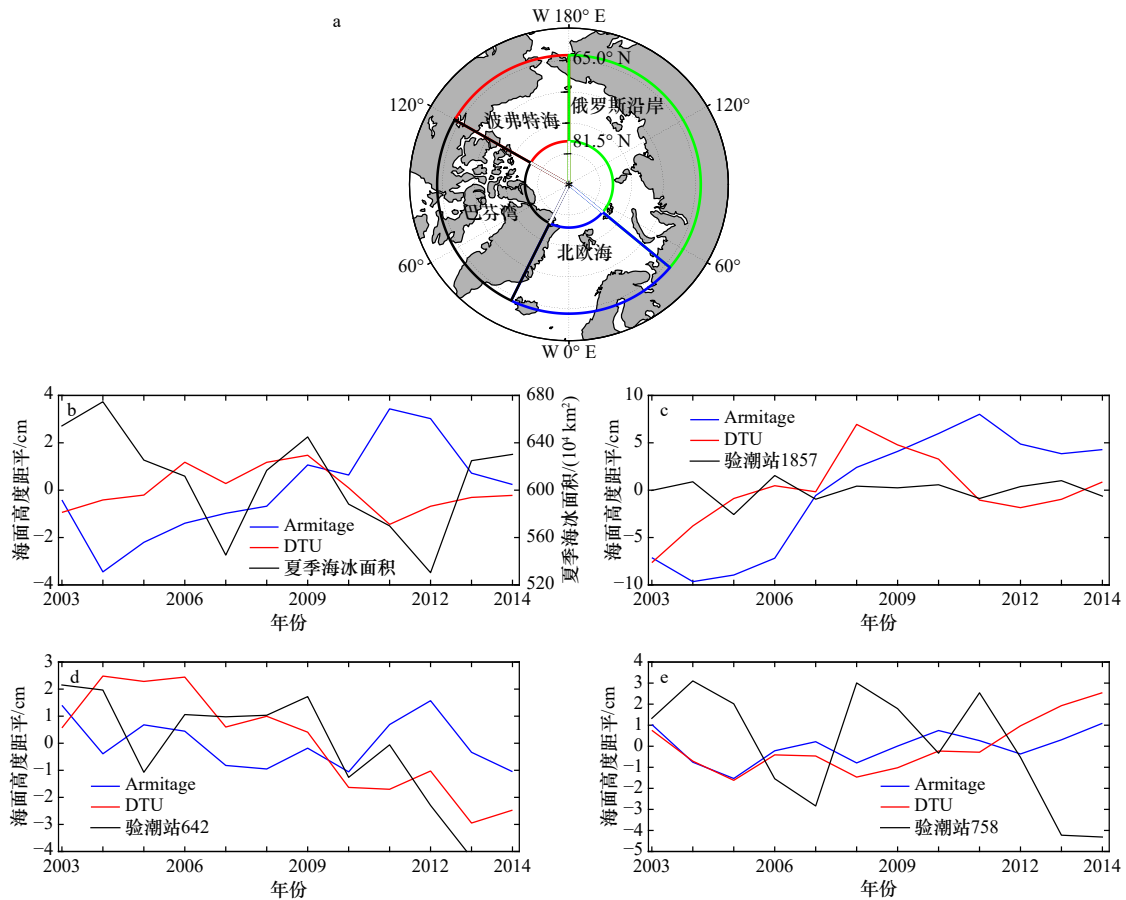 a
W 180° E
65.0° N
120°
120°
俄罗斯沿岸
波弗特海
81.5° N
巴芬湾
北欧海
60°
60°
W 0° E
b
海面高度距平/cm
4
2
0
−2
−4
夏季海冰面积/(10⁴ km²)
680
640
600
560
520
Armitage
DTU
夏季海冰面积
2003 2006 2009 2012 2014
年份
c
海面高度距平/cm
10
5
0
−5
−10
Armitage
DTU
验潮站1857
2003 2006 2009 2012 2014
年份
d
海面高度距平/cm
3
2
1
0
−1
−2
−3
−4
Armitage
DTU
验潮站642
2003 2006 2009 2012 2014
年份
e
海面高度距平/cm
4
3
2
1
0
−1
−2
−3
−4
−5
Armitage
DTU
验潮站758
2003 2006 2009 2012 2014
年份